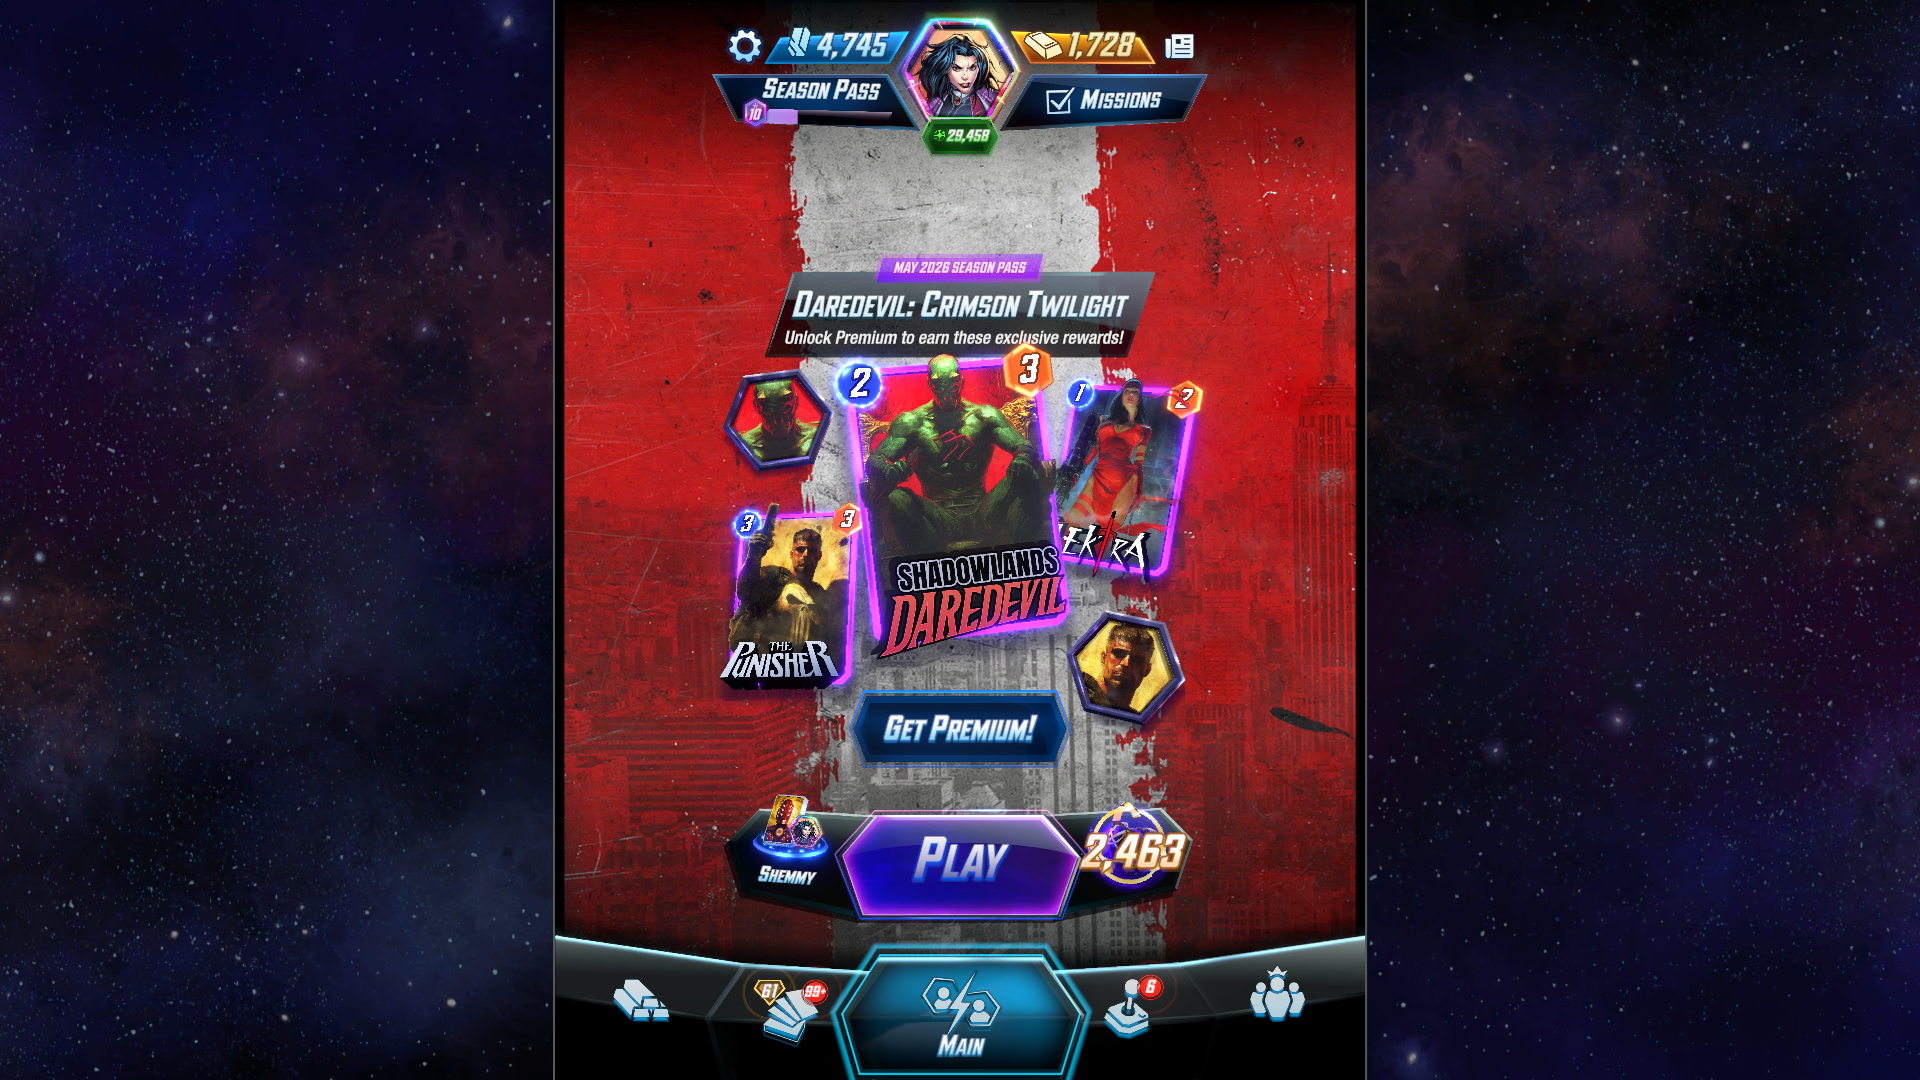 4,745
1,728
SEASON PASS
10
MISSIONS
29,458
MAY 2026 SEASON PASS
DAREDEVIL: CRIMSON TWILIGHT
Unlock Premium to earn these exclusive rewards!
2
3
1
2
SHADOWLANDS
DAREDEVIL
EKTRA
3
3
THE
PUNISHER
GET PREMIUM!
SHEMMY
PLAY
2,463
61
99+
MAIN
6